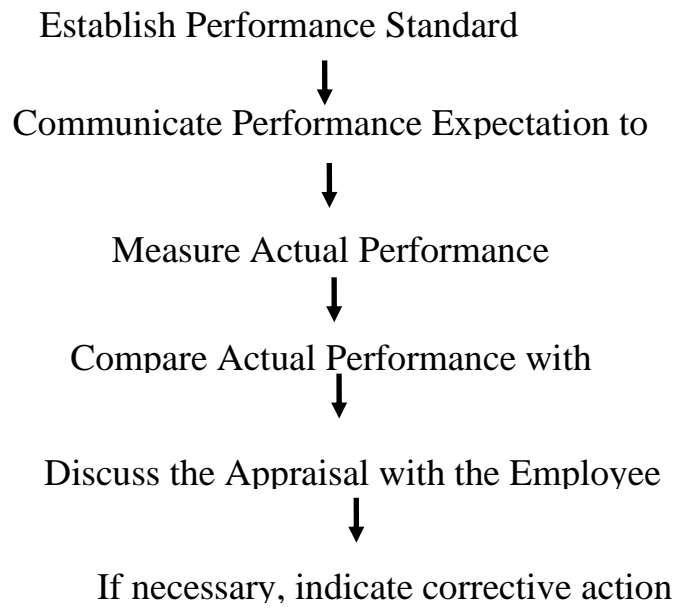 Establish Performance Standard
Communicate Performance Expectation to
Measure Actual Performance
Compare Actual Performance with
Discuss the Appraisal with the Employee
If necessary, indicate corrective action